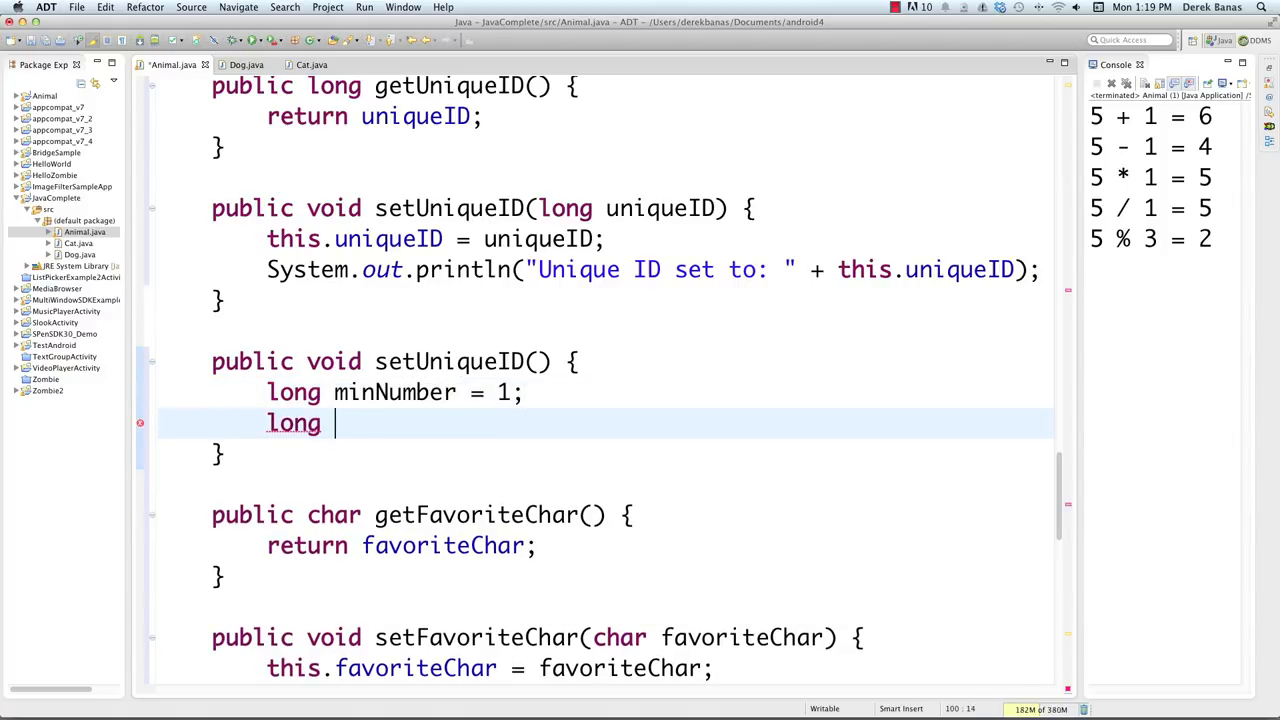 ADT File Edit Refactor Source Navigate Search Project Run Window Help
10 Mon 1:19 PM Derek Banas
Java – JavaComplete/src/Animal.java – ADT – /Users/derekbanas/Documents/android4
Quick Access Java DDMS
Package Exp
*Animal.java Dog.java Cat.java
Console
<terminated> Animal (1) [Java Application] /S
Animal
appcompat_v7
appcompat_v7_2
appcompat_v7_3
appcompat_v7_4
BridgeSample
HelloWorld
HelloZombie
ImageFilterSampleApp
JavaComplete
src
(default package)
Animal.java
Cat.java
Dog.java
JRE System Library [Ja
ListPickerExample2Activi
MediaBrowser
MultiWindowSDKExample
MusicPlayerActivity
SlookActivity
SPenSDK30_Demo
TestAndroid
TextGroupActivity
VideoPlayerActivity
Zombie
Zombie2
public long getUniqueID() {
return uniqueID;
}
public void setUniqueID(long uniqueID) {
this.uniqueID = uniqueID;
System.out.println("Unique ID set to: " + this.uniqueID);
}
public void setUniqueID() {
long minNumber = 1;
long
}
public char getFavoriteChar() {
return favoriteChar;
}
public void setFavoriteChar(char favoriteChar) {
this.favoriteChar = favoriteChar;
5 + 1 = 6
5 - 1 = 4
5 * 1 = 5
5 / 1 = 5
5 % 3 = 2
Writable Smart Insert 100 : 14 182M of 380M